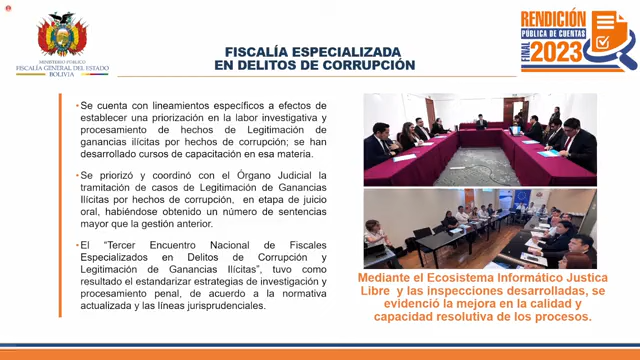 MINISTERIO PÚBLICO
FISCALÍA GENERAL DEL ESTADO
BOLIVIA
FISCALÍA ESPECIALIZADA
EN DELITOS DE CORRUPCIÓN
RENDICIÓN
PÚBLICA DE CUENTAS
FINAL 2023
•Se cuenta con lineamientos específicos a efectos de
establecer una priorización en la labor investigativa y
procesamiento de hechos de Legitimación de
ganancias ilícitas por hechos de corrupción; se han
desarrollado cursos de capacitación en esa materia.
•Se priorizó y coordinó con el Órgano Judicial la
tramitación de casos de Legitimación de Ganancias
Ilícitas por hechos de corrupción, en etapa de juicio
oral, habiéndose obtenido un número de sentencias
mayor que la gestión anterior.
•El “Tercer Encuentro Nacional de Fiscales
Especializados en Delitos de Corrupción y
Legitimación de Ganancias Ilícitas”, tuvo como
resultado el estandarizar estrategias de investigación y
procesamiento penal, de acuerdo a la normativa
actualizada y las líneas jurisprudenciales.
Mediante el Ecosistema Informático Justica
Libre y las inspecciones desarrolladas, se
evidenció la mejora en la calidad y
capacidad resolutiva de los procesos.